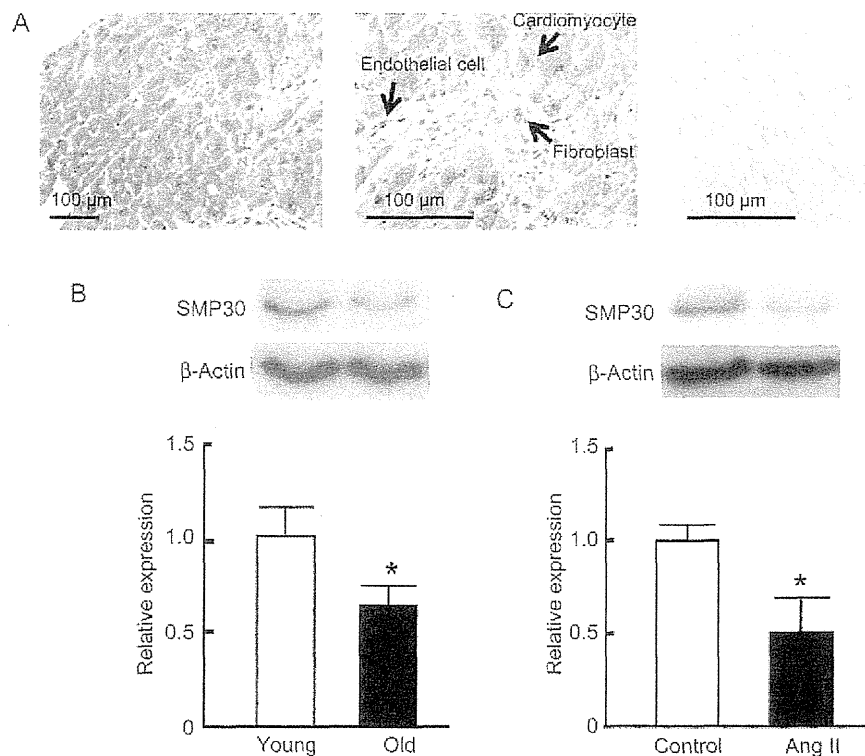 A
Endothelial cell
Cardiomyocyte
Fibroblast
100 μm
100 μm
100 μm
B
SMP30
β-Actin
1.5
1.0
0.5
0
Relative expression
*
Young
Old
C
SMP30
β-Actin
1.5
1.0
0.5
0
Relative expression
*
Control
Ang II